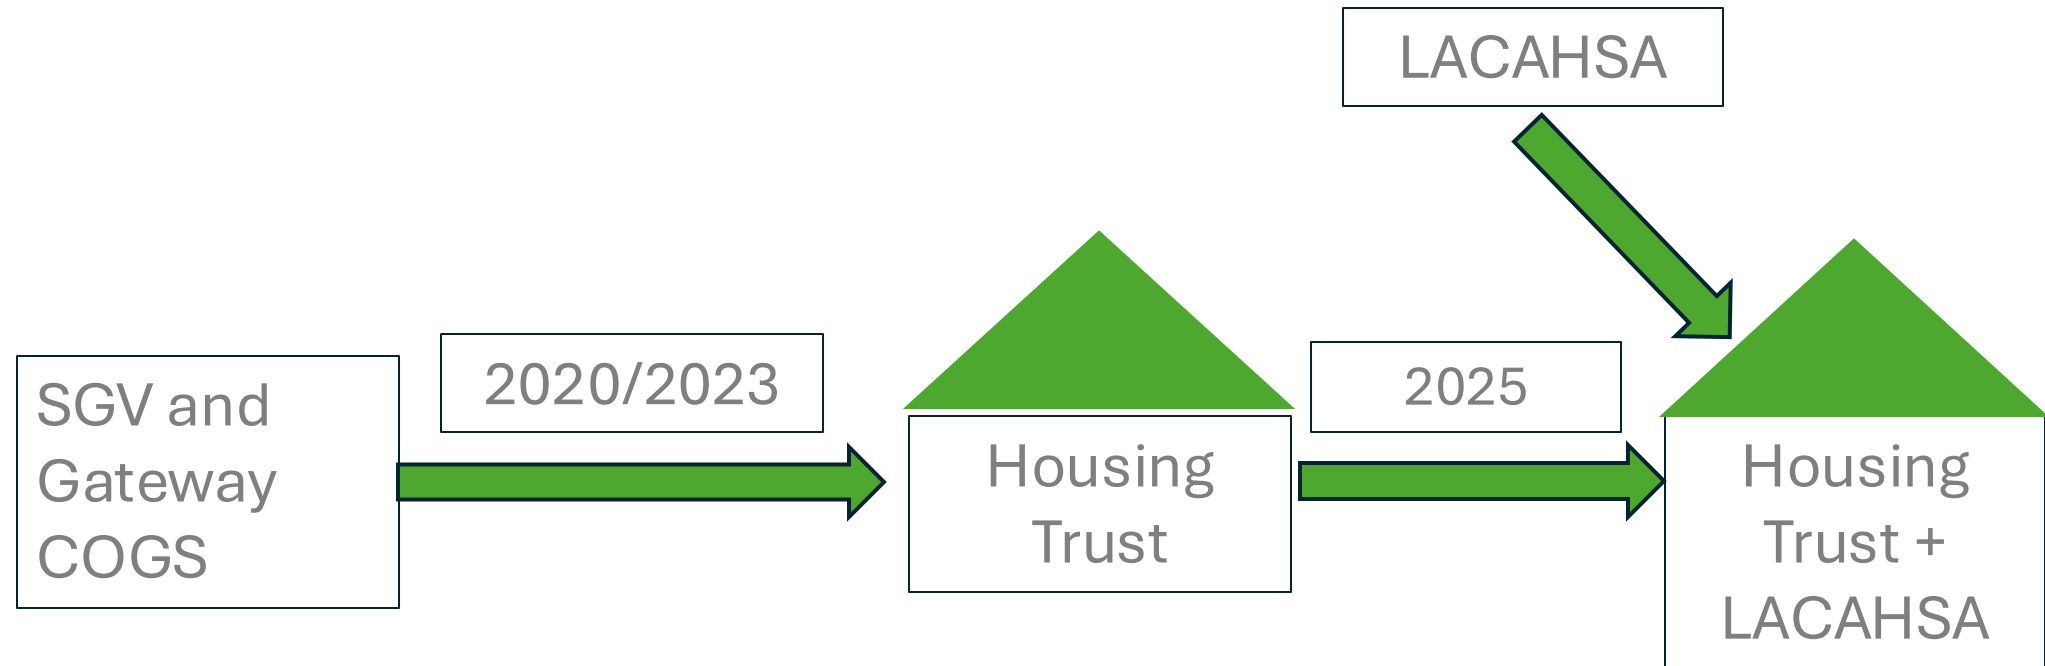 LACAHSA
SGV and
Gateway
COGS
2020/2023
Housing
Trust
2025
Housing
Trust +
LACAHSA